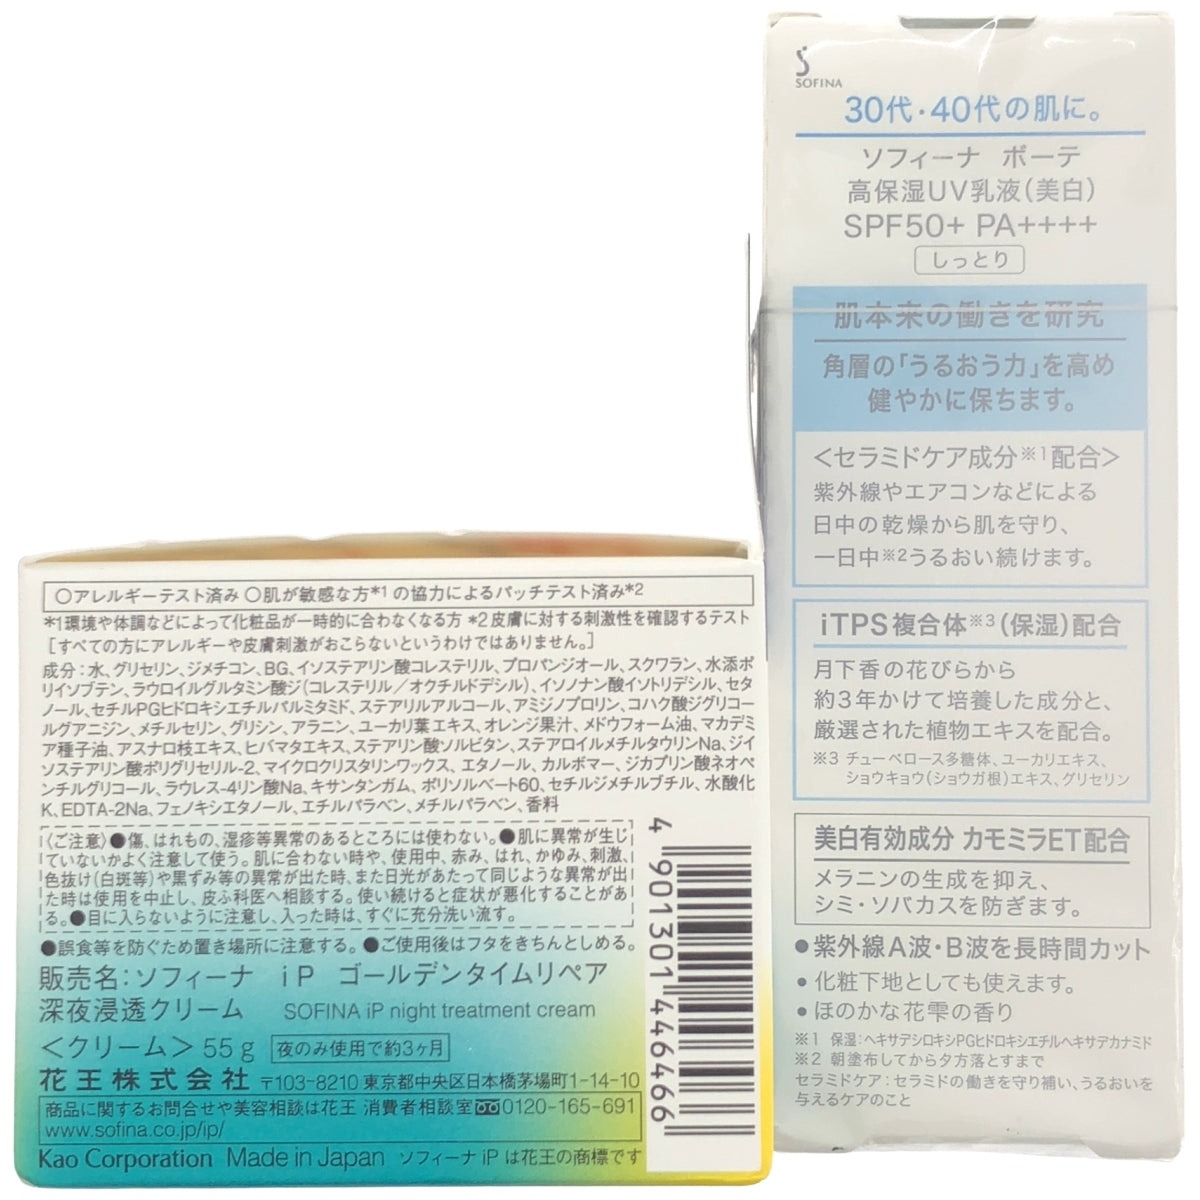 ○アレルギーテスト済み ○肌が敏感な方*1 の協力によるパッチテスト済み*2
*1環境や体調などによって化粧品が一時的に合わなくなる方 *2皮膚に対する刺激性を確認するテスト
［すべての方にアレルギーや皮膚刺激がおこらないというわけではありません。］
成分：水、グリセリン、ジメチコン、BG、イソステアリン酸コレステリル、プロパンジオール、スクワラン、水添ポ
リイソブテン、ラウロイルグルタミン酸ジ（コレステリル／オクチルドデシル）、イソノナン酸イソトリデシル、セタ
ノール、セチルPGヒドロキシエチルパルミタミド、ステアリルアルコール、アミジノプロリン、コハク酸ジグリコー
ルグアニジン、メチルセリン、グリシン、アラニン、ユーカリ葉エキス、オレンジ果汁、メドウフォーム油、マカデミ
ア種子油、アスナロ枝エキス、ヒバマタエキス、ステアリン酸ソルビタン、ステアロイルメチルタウリンNa、ジイ
ソステアリン酸ポリグリセリル-2、マイクロクリスタリンワックス、エタノール、カルボマー、ジカプリン酸ネオペ
ンチルグリコール、ラウレス-4リン酸Na、キサンタンガム、ポリソルベート60、セチルジメチルブチル、水酸化
K、EDTA-2Na、フェノキシエタノール、エチルパラベン、メチルパラベン、香料
〈ご注意〉●傷、はれもの、湿疹等異常のあるところには使わない。●肌に異常が生じ
ていないかよく注意して使う。肌に合わない時や、使用中、赤み、はれ、かゆみ、刺激、
色抜け（白斑等）や黒ずみ等の異常が出た時、また日光があたって同じような異常が出
た時は使用を中止し、皮ふ科医へ相談する。使い続けると症状が悪化することがあ
る。●目に入らないように注意し、入った時は、すぐに充分洗い流す。
●誤食等を防ぐため置き場所に注意する。●ご使用後はフタをきちんとしめる。
販売名：ソフィーナ iP ゴールデンタイムリペア
深夜浸透クリーム SOFINA iP night treatment cream
＜クリーム＞55g 夜のみ使用で約3ヶ月
花王株式会社 〒103-8210 東京都中央区日本橋茅場町1-14-10
商品に関するお問合せや美容相談は花王 消費者相談室 0120-165-691
www.sofina.co.jp/ip/
Kao Corporation Made in Japan ソフィーナ iP は花王の商標です
4 901301 446466
SOFINA
30代・40代の肌に。
ソフィーナ ボーテ
高保湿UV乳液（美白）
SPF50+ PA++++
しっとり
肌本来の働きを研究
角層の「うるおう力」を高め
健やかに保ちます。
＜セラミドケア成分※1配合＞
紫外線やエアコンなどによる
日中の乾燥から肌を守り、
一日中※2うるおい続けます。
iTPS複合体※3（保湿）配合
月下香の花びらから
約3年かけて培養した成分と、
厳選された植物エキスを配合。
※3 チューベローズ多糖体、ユーカリエキス、
ショウキョウ（ショウガ根）エキス、グリセリン
美白有効成分 カモミラET配合
メラニンの生成を抑え、
シミ・ソバカスを防ぎます。
●紫外線A波・B波を長時間カット
●化粧下地としても使えます。
●ほのかな花雫の香り
※1 保湿：ヘキサデシロキシPGヒドロキシエチルヘキサデカナミド
※2 朝塗布してから夕方落とすまで
セラミドケア：セラミドの働きを守り補い、うるおいを
与えるケアのこと